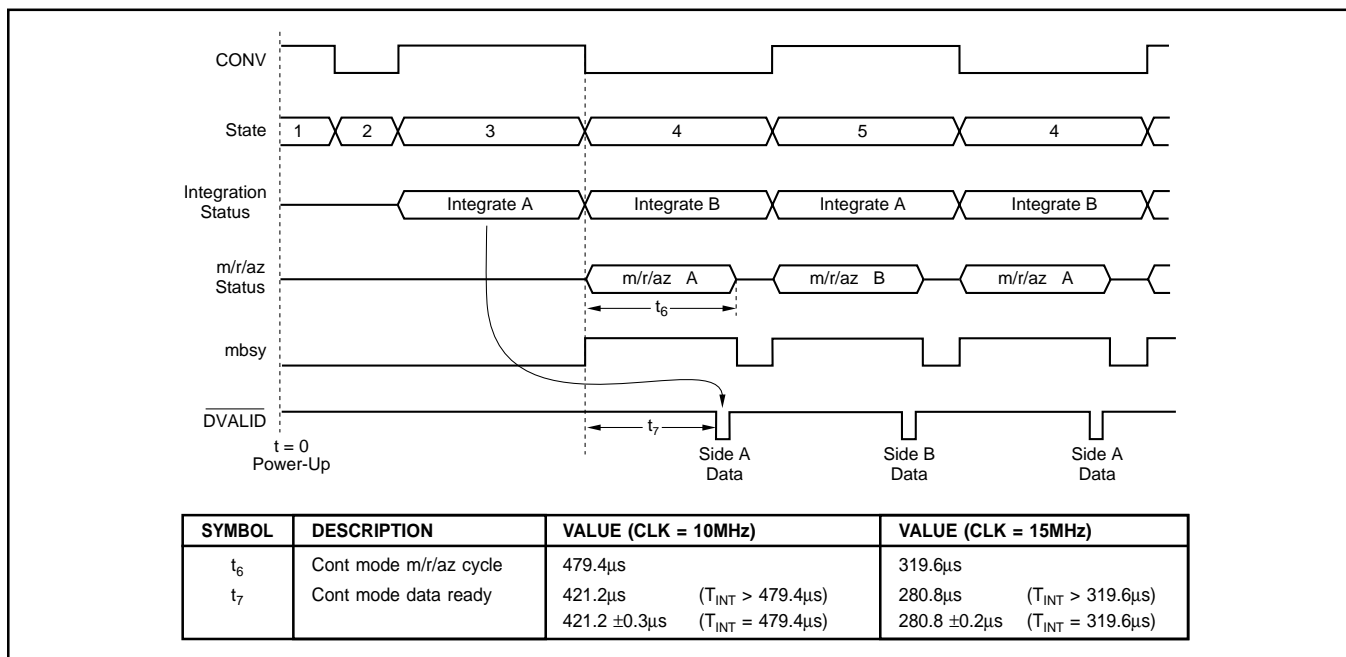 CONV
State
1
2
3
4
5
4
Integration
Status
Integrate A
Integrate B
Integrate A
Integrate B
m/r/az
Status
m/r/az A
m/r/az B
m/r/az A
t6
mbsy
DVALID
t7
t = 0
Power-Up
Side A
Data
Side B
Data
Side A
Data
SYMBOL DESCRIPTION VALUE (CLK = 10MHz) VALUE (CLK = 15MHz)
t6 Cont mode m/r/az cycle 479.4µs 319.6µs
t7 Cont mode data ready 421.2µs (TINT > 479.4µs) 280.8µs (TINT > 319.6µs)
421.2 ±0.3µs (TINT = 479.4µs) 280.8 ±0.2µs (TINT = 319.6µs)